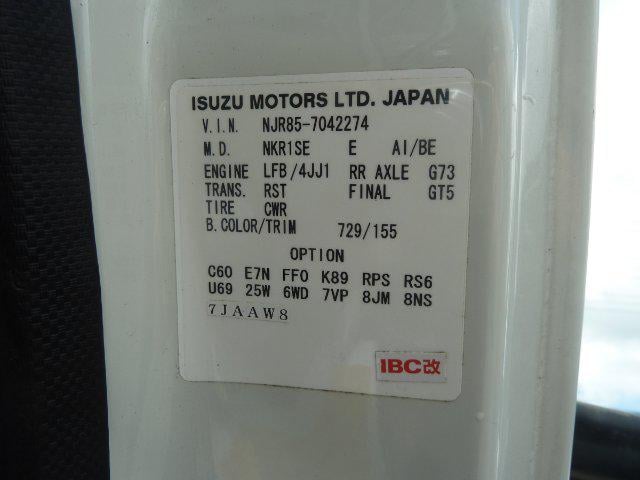 ISUZU MOTORS LTD. JAPAN
V.I.N. NJR85-7042274
M.D. NKR1SE E AI/BE
ENGINE LFB/4JJ1 RR AXLE G73
TRANS. RST FINAL GT5
TIRE CWR
B.COLOR/TRIM 729/155
OPTION
C60 E7N FF0 K89 RPS RS6
U69 25W 6WD 7VP 8JM 8NS
7JAAW8
IBC改